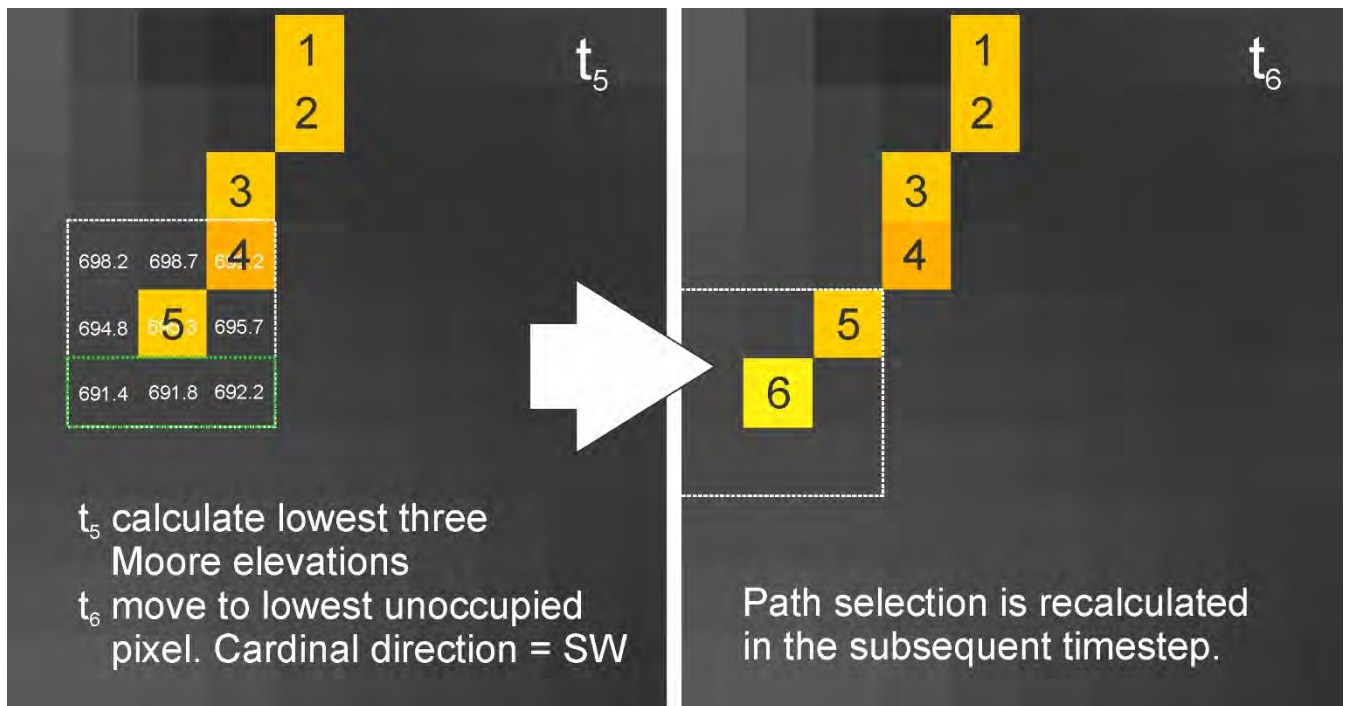 t5
1
2
3
698.2 698.7 4
694.8 5 695.7
691.4 691.8 692.2
t5 calculate lowest three
Moore elevations
t6 move to lowest unoccupied
pixel. Cardinal direction = SW
t6
1
2
3
4
5
6
Path selection is recalculated
in the subsequent timestep.